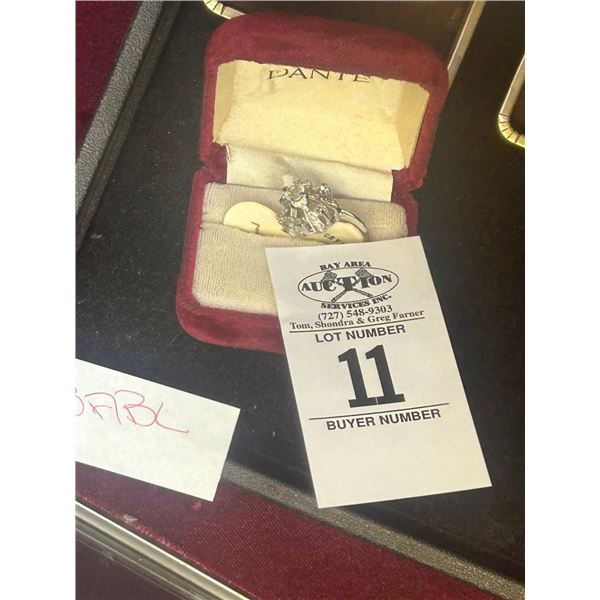 DANTE
BAY AREA
AUCTION
SERVICES INC.
(727) 548-9303
Tom, Shondra & Greg Farner
LOT NUMBER
11
BUYER NUMBER